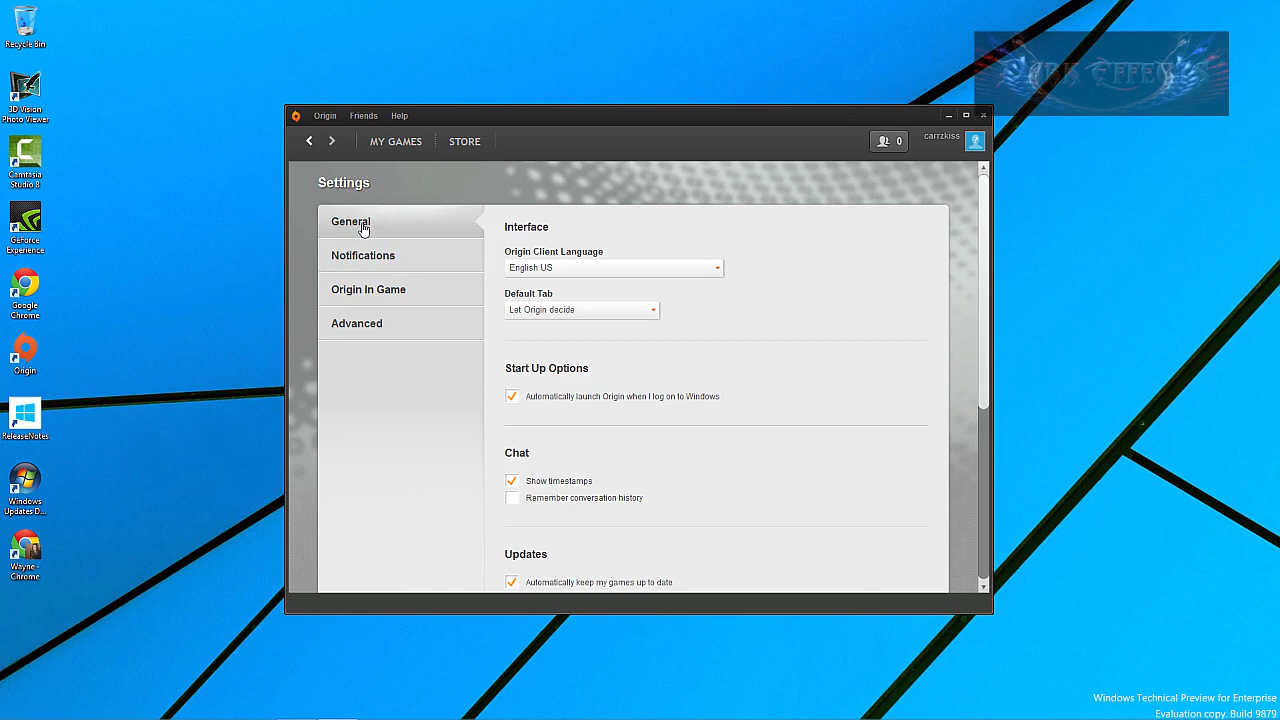 Recycle Bin
3D Vision
Photo Viewer
Camtasia
Studio 8
GeForce
Experience
Google
Chrome
Origin
ReleaseNotes
Windows
Updates D...
Wayne -
Chrome
DARK EFFECTS
Origin Friends Help
MY GAMES STORE
0
carrzkiss
Settings
General
Notifications
Origin In Game
Advanced
Interface
Origin Client Language
English US
Default Tab
Let Origin decide
Start Up Options
Automatically launch Origin when I log on to Windows
Chat
Show timestamps
Remember conversation history
Updates
Automatically keep my games up to date
Windows Technical Preview for Enterprise
Evaluation copy. Build 9879